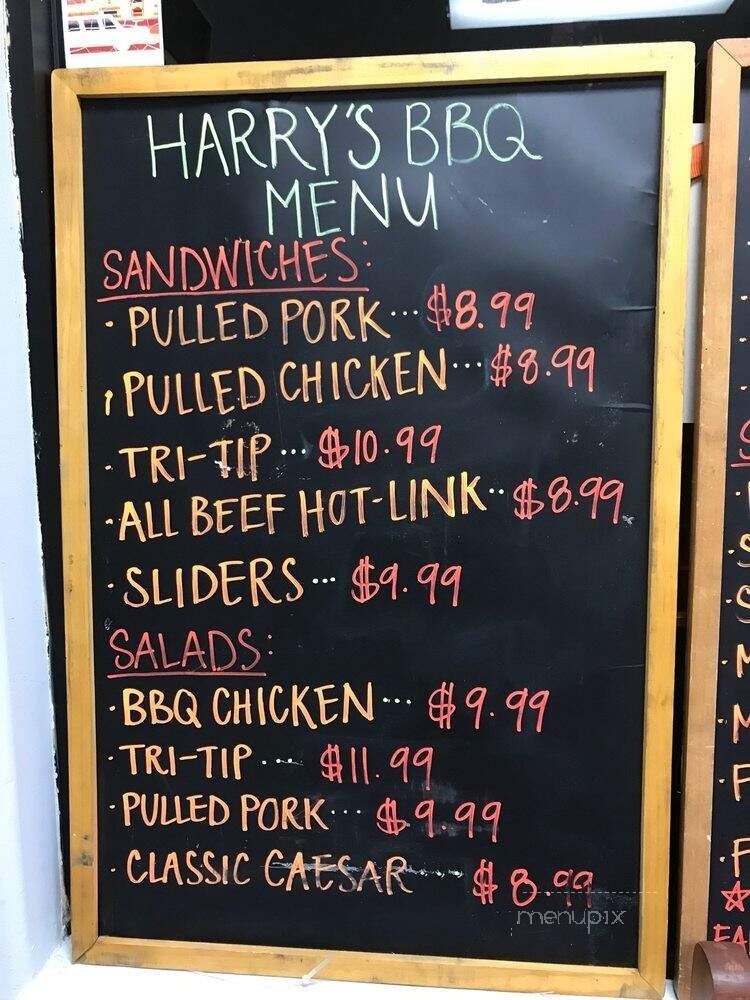 HARRY'S BBQ
MENU
SANDWICHES:
· PULLED PORK... $8.99
· PULLED CHICKEN... $8.99
· TRI-TIP... $10.99
· ALL BEEF HOT-LINK.. $8.99
· SLIDERS... $9.99
SALADS:
· BBQ CHICKEN... $9.99
· TRI-TIP.... $11.99
· PULLED PORK... $9.99
· CLASSIC CAESAR.... $8.99
menupix